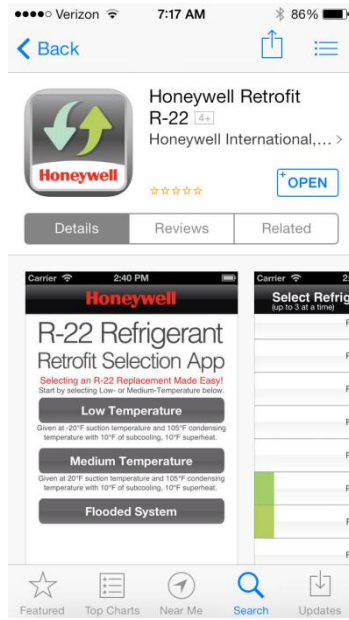 Verizon 7:17 AM 86%
Back
Honeywell Retrofit
R-22 4+
Honeywell International,... >
Honeywell
+OPEN
Details Reviews Related
Carrier 2:40 PM
Honeywell
R-22 Refrigerant
Retrofit Selection App
Selecting an R-22 Replacement Made Easy!
Start by selecting Low- or Medium-Temperature below.
Low Temperature
Given at -20°F suction temperature and 105°F condensing
temperature with 10°F of subcooling, 10°F superheat.
Medium Temperature
Given at 20°F suction temperature and 105°F condensing
temperature with 10°F of subcooling, 10°F superheat.
Flooded System
Carrier 2:
Select Refrig
(up to 3 at a time)
Featured Top Charts Near Me Search Updates